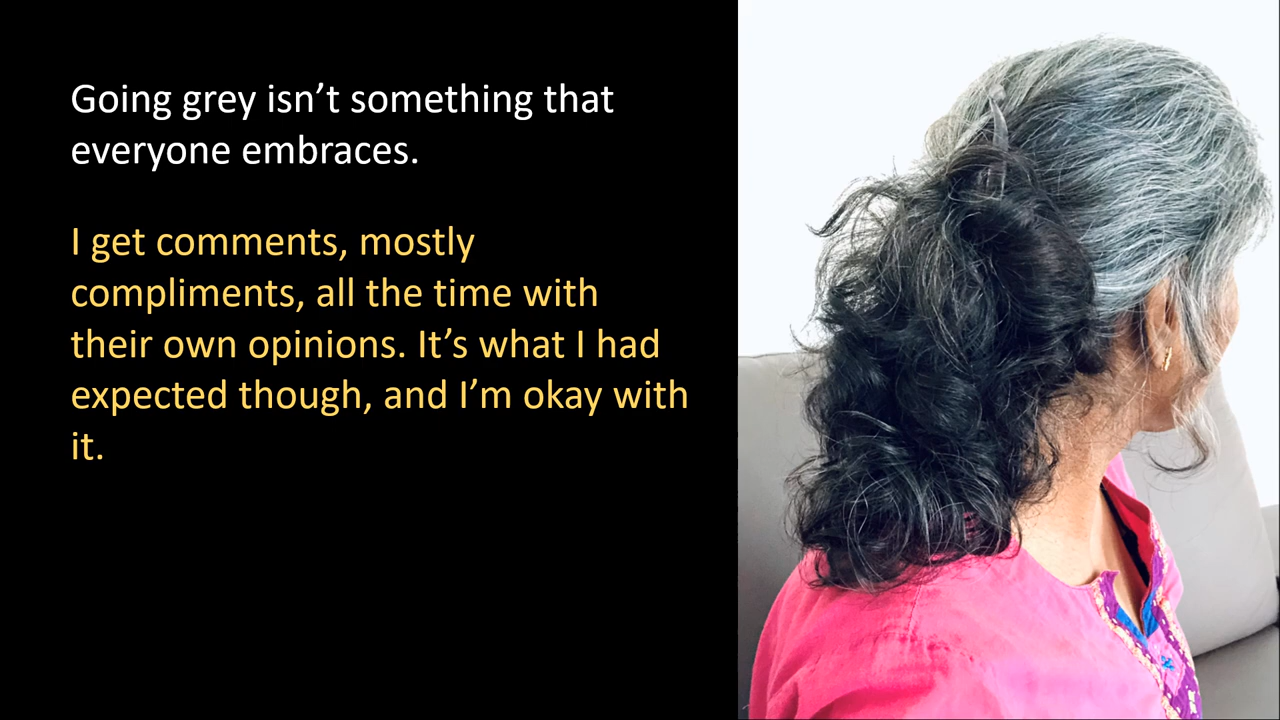 Going grey isn’t something that
everyone embraces.
I get comments, mostly
compliments, all the time with
their own opinions. It’s what I had
expected though, and I’m okay with
it.